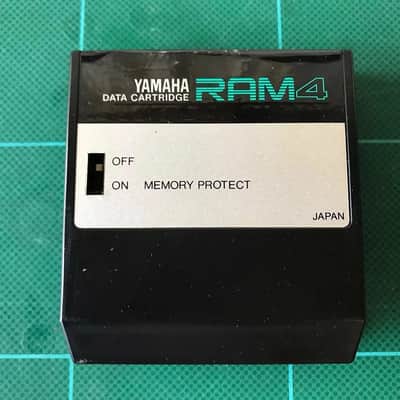 YAMAHA
DATA CARTRIDGE RAM4
OFF
ON MEMORY PROTECT
JAPAN